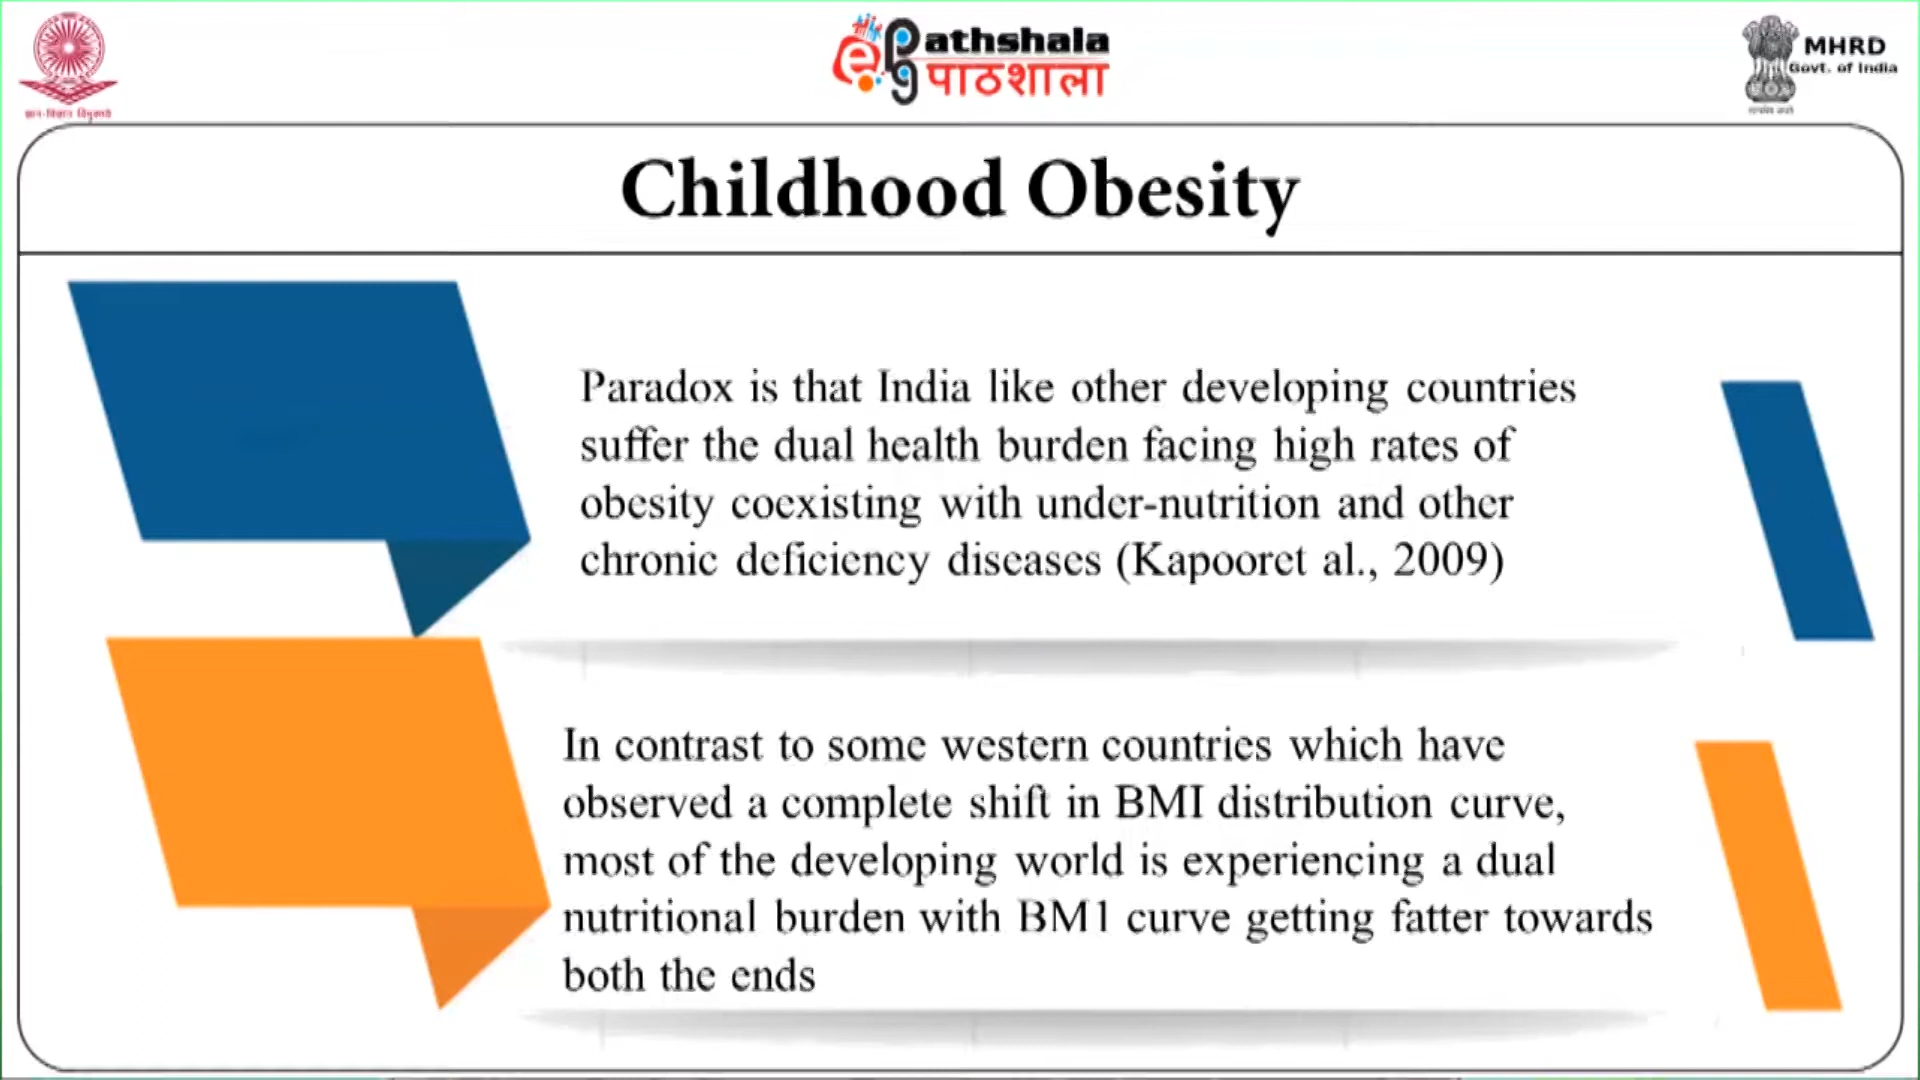 Pathshala
पाठशाला
MHRD
Govt. of India
Childhood Obesity
Paradox is that India like other developing countries
suffer the dual health burden facing high rates of
obesity coexisting with under-nutrition and other
chronic deficiency diseases (Kapooret al., 2009)
In contrast to some western countries which have
observed a complete shift in BMI distribution curve,
most of the developing world is experiencing a dual
nutritional burden with BM1 curve getting fatter towards
both the ends